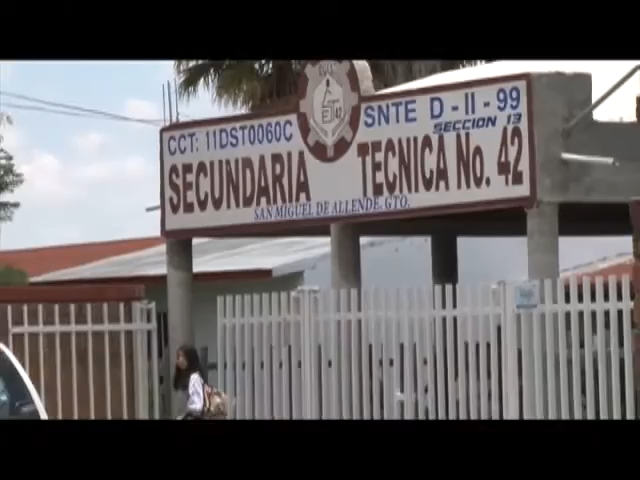 CCT: 11DST0060C
SNTE D-II-99
SECCION 13
SECUNDARIA TECNICA No. 42
SAN MIGUEL DE ALLENDE, GTO.